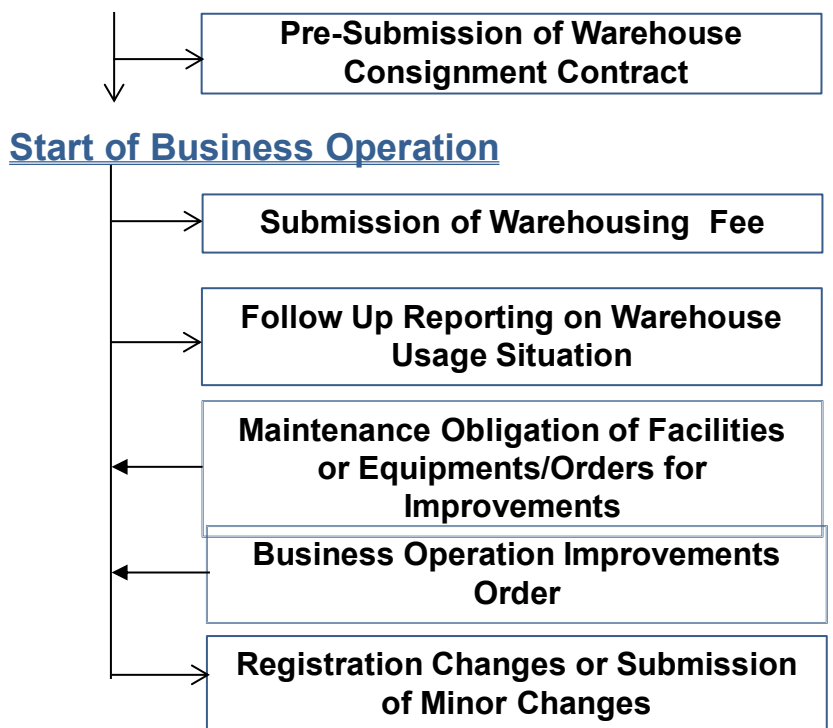 Pre-Submission of Warehouse
Consignment Contract
Start of Business Operation
Submission of Warehousing  Fee
Follow Up Reporting on Warehouse
Usage Situation
Maintenance Obligation of Facilities
or Equipments/Orders for
Improvements
Business Operation Improvements
Order
Registration Changes or Submission
of Minor Changes